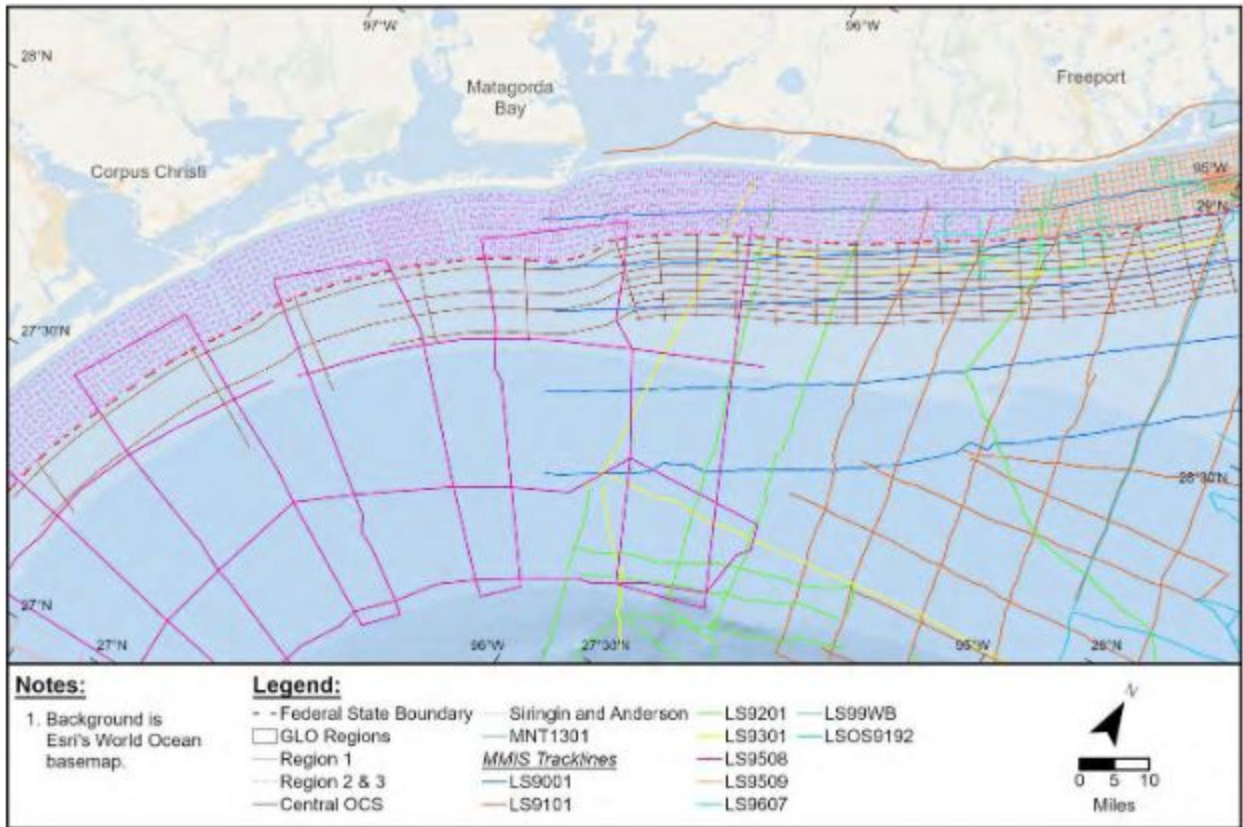 97°W
96°W
28°N
Matagorda
Bay
Freeport
Corpus Christi
95°W
29°N
27°30'N
28°30'N
27°N
27°N
96°W
27°30'N
95°W
28°N
Notes:
1. Background is
Esri's World Ocean
basemap.
Legend:
Federal State Boundary
GLO Regions
Region 1
Region 2 & 3
Central OCS
Siringin and Anderson
MNT1301
MMIS Tracklines
LS9001
LS9101
LS9201
LS9301
LS9508
LS9509
LS9607
LS99WB
LSOS9192
N
0 5 10
Miles